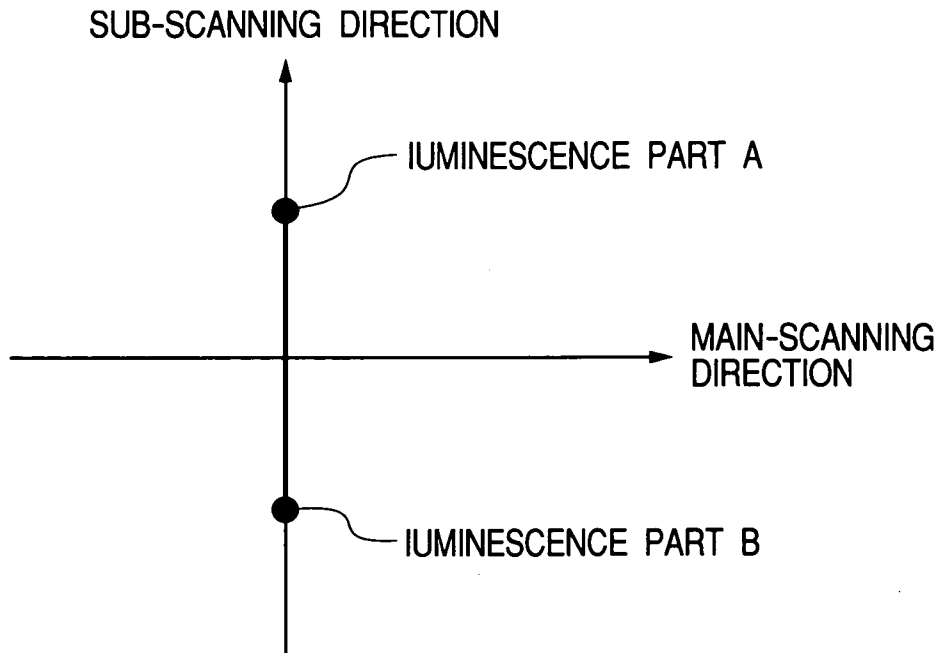 SUB-SCANNING DIRECTION
IUMINESCENCE PART A
MAIN-SCANNING
DIRECTION
IUMINESCENCE PART B